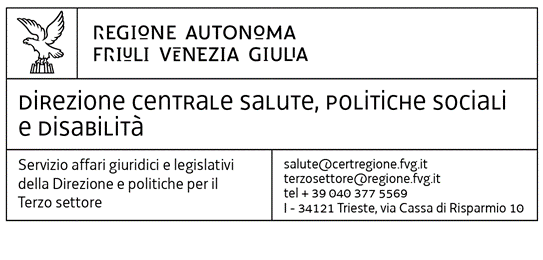 REGIONE AUTONOMA
FRIULI VENEZIA GIULIA
Direzione centrale salute, politiche sociali
e disabilità
Servizio affari giuridici e legislativi
della Direzione e politiche per il
Terzo settore
salute@certregione.fvg.it
terzosettore@regione.fvg.it
tel + 39 040 377 5569
I - 34121 Trieste, via Cassa di Risparmio 10